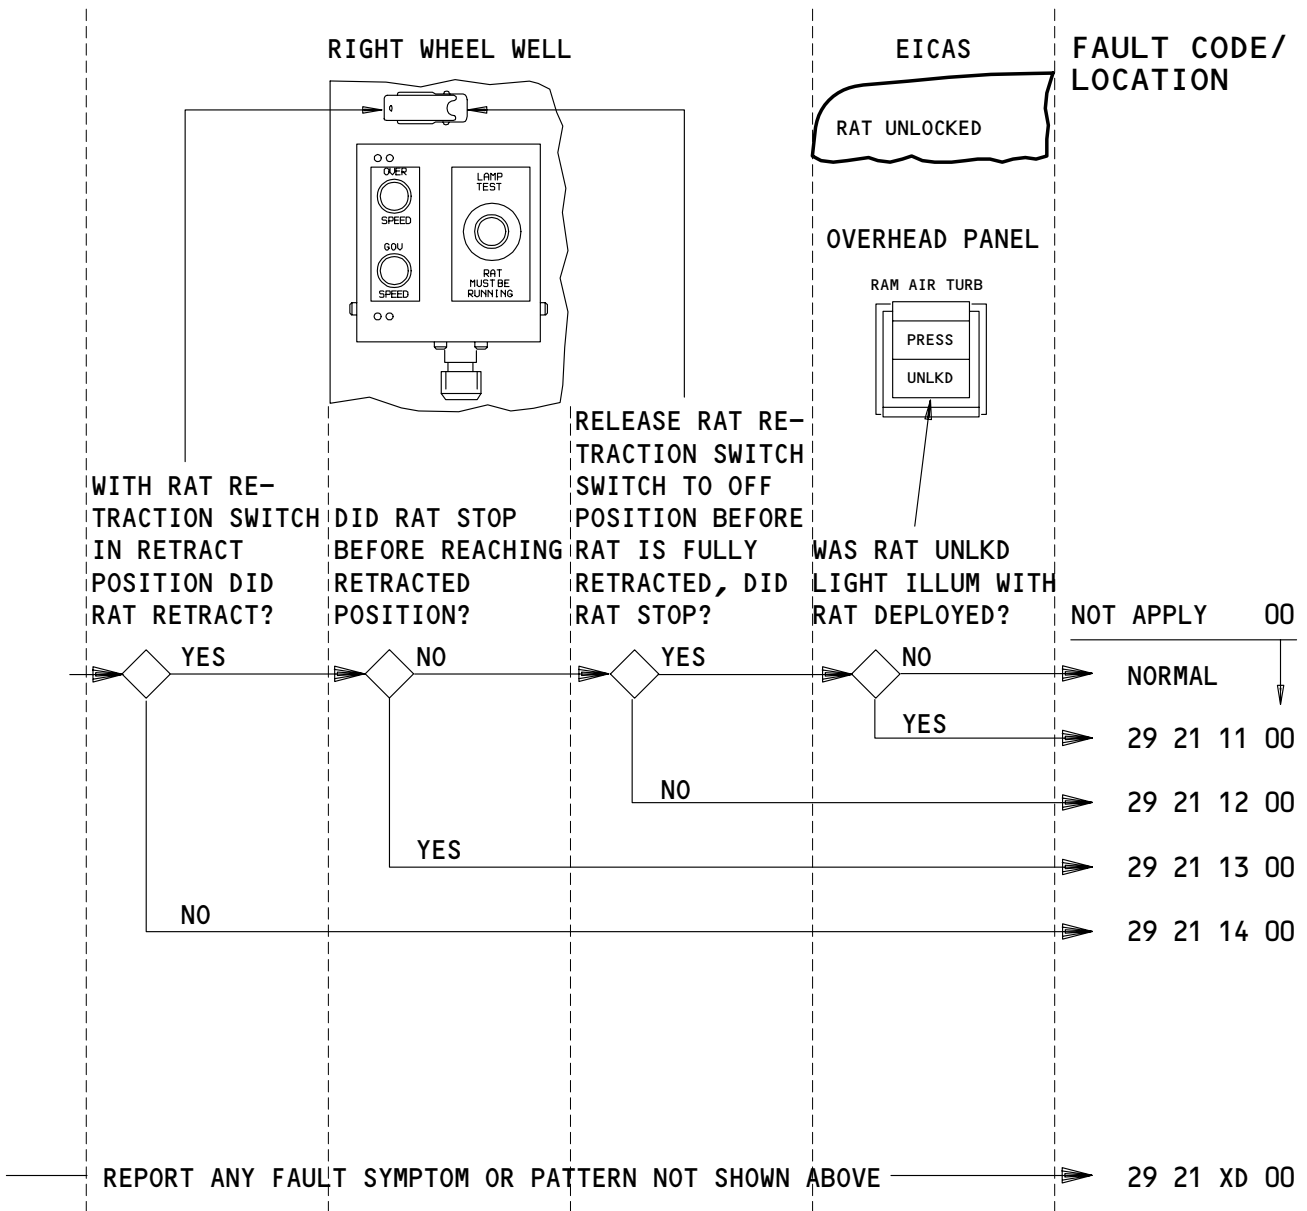 RIGHT WHEEL WELL
EICAS
FAULT CODE/
LOCATION
RAT UNLOCKED
OVER
SPEED
GOV
SPEED
LAMP
TEST
RAT
MUST BE
RUNNING
OVERHEAD PANEL
RAM AIR TURB
PRESS
UNLKD
WITH RAT RE-
TRACTION SWITCH
IN RETRACT
POSITION DID
RAT RETRACT?
DID RAT STOP
BEFORE REACHING
RETRACTED
POSITION?
RELEASE RAT RE-
TRACTION SWITCH
SWITCH TO OFF
POSITION BEFORE
RAT IS FULLY
RETRACTED, DID
RAT STOP?
WAS RAT UNLKD
LIGHT ILLUM WITH
RAT DEPLOYED?
NOT APPLY 00
YES
NO
YES
NO
NORMAL
YES
29 21 11 00
NO
29 21 12 00
YES
29 21 13 00
NO
29 21 14 00
REPORT ANY FAULT SYMPTOM OR PATTERN NOT SHOWN ABOVE
29 21 XD 00